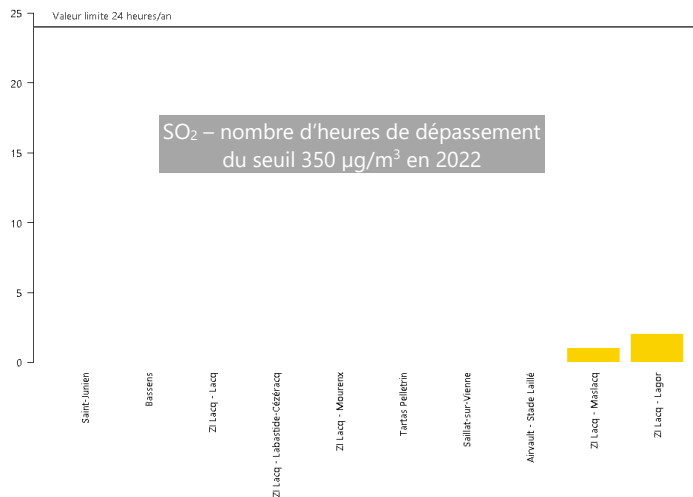 25
Valeur limite 24 heures/an
20
SO₂ – nombre d'heures de dépassement
du seuil 350 µg/m³ en 2022
15
10
5
0
Saint-Junien
Bassens
ZI Lacq - Lacq
ZI Lacq - Labastide-Cézéracq
ZI Lacq - Mourenx
Tartas Pelletrin
Saillat-sur-Vienne
Airvault - Stade Laillé
ZI Lacq - Maslacq
ZI Lacq - Lagor